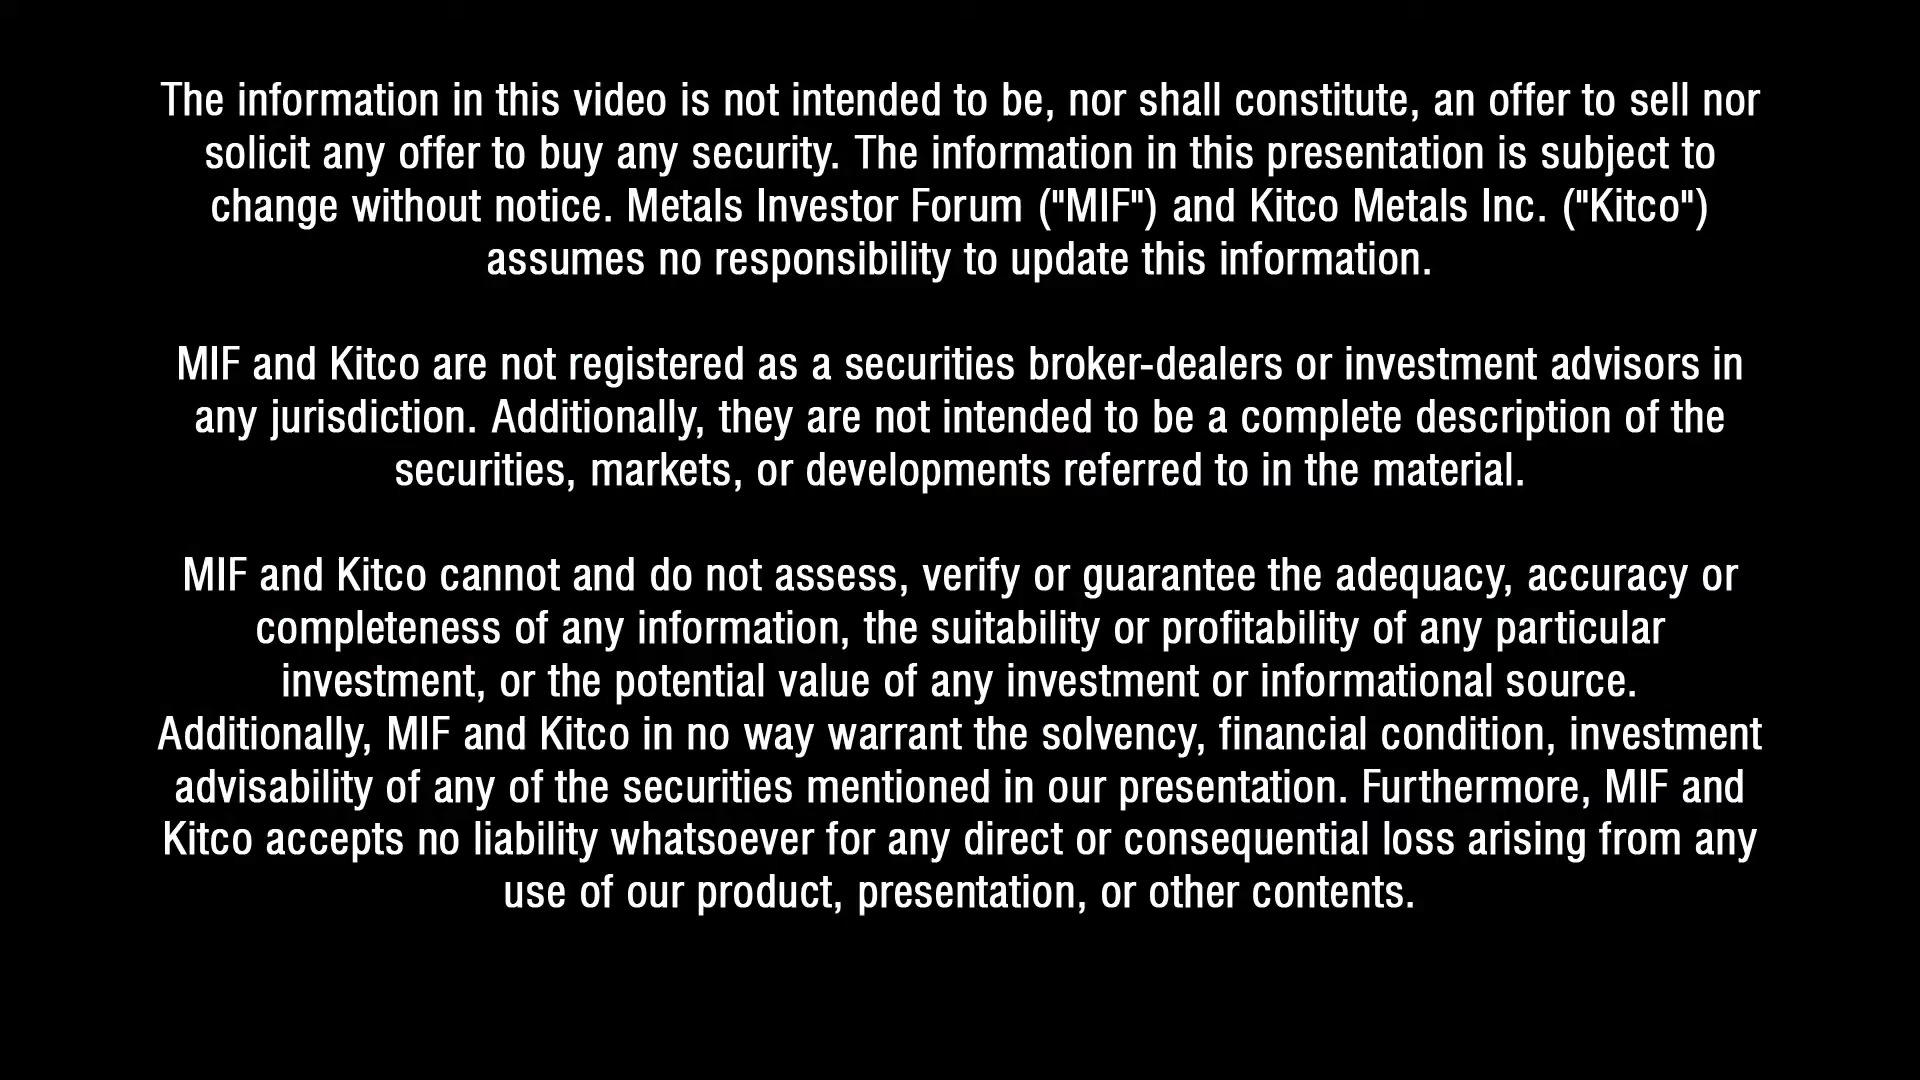 The information in this video is not intended to be, nor shall constitute, an offer to sell nor
solicit any offer to buy any security. The information in this presentation is subject to
change without notice. Metals Investor Forum ("MIF") and Kitco Metals Inc. ("Kitco")
assumes no responsibility to update this information.
MIF and Kitco are not registered as a securities broker-dealers or investment advisors in
any jurisdiction. Additionally, they are not intended to be a complete description of the
securities, markets, or developments referred to in the material.
MIF and Kitco cannot and do not assess, verify or guarantee the adequacy, accuracy or
completeness of any information, the suitability or profitability of any particular
investment, or the potential value of any investment or informational source.
Additionally, MIF and Kitco in no way warrant the solvency, financial condition, investment
advisability of any of the securities mentioned in our presentation. Furthermore, MIF and
Kitco accepts no liability whatsoever for any direct or consequential loss arising from any
use of our product, presentation, or other contents.